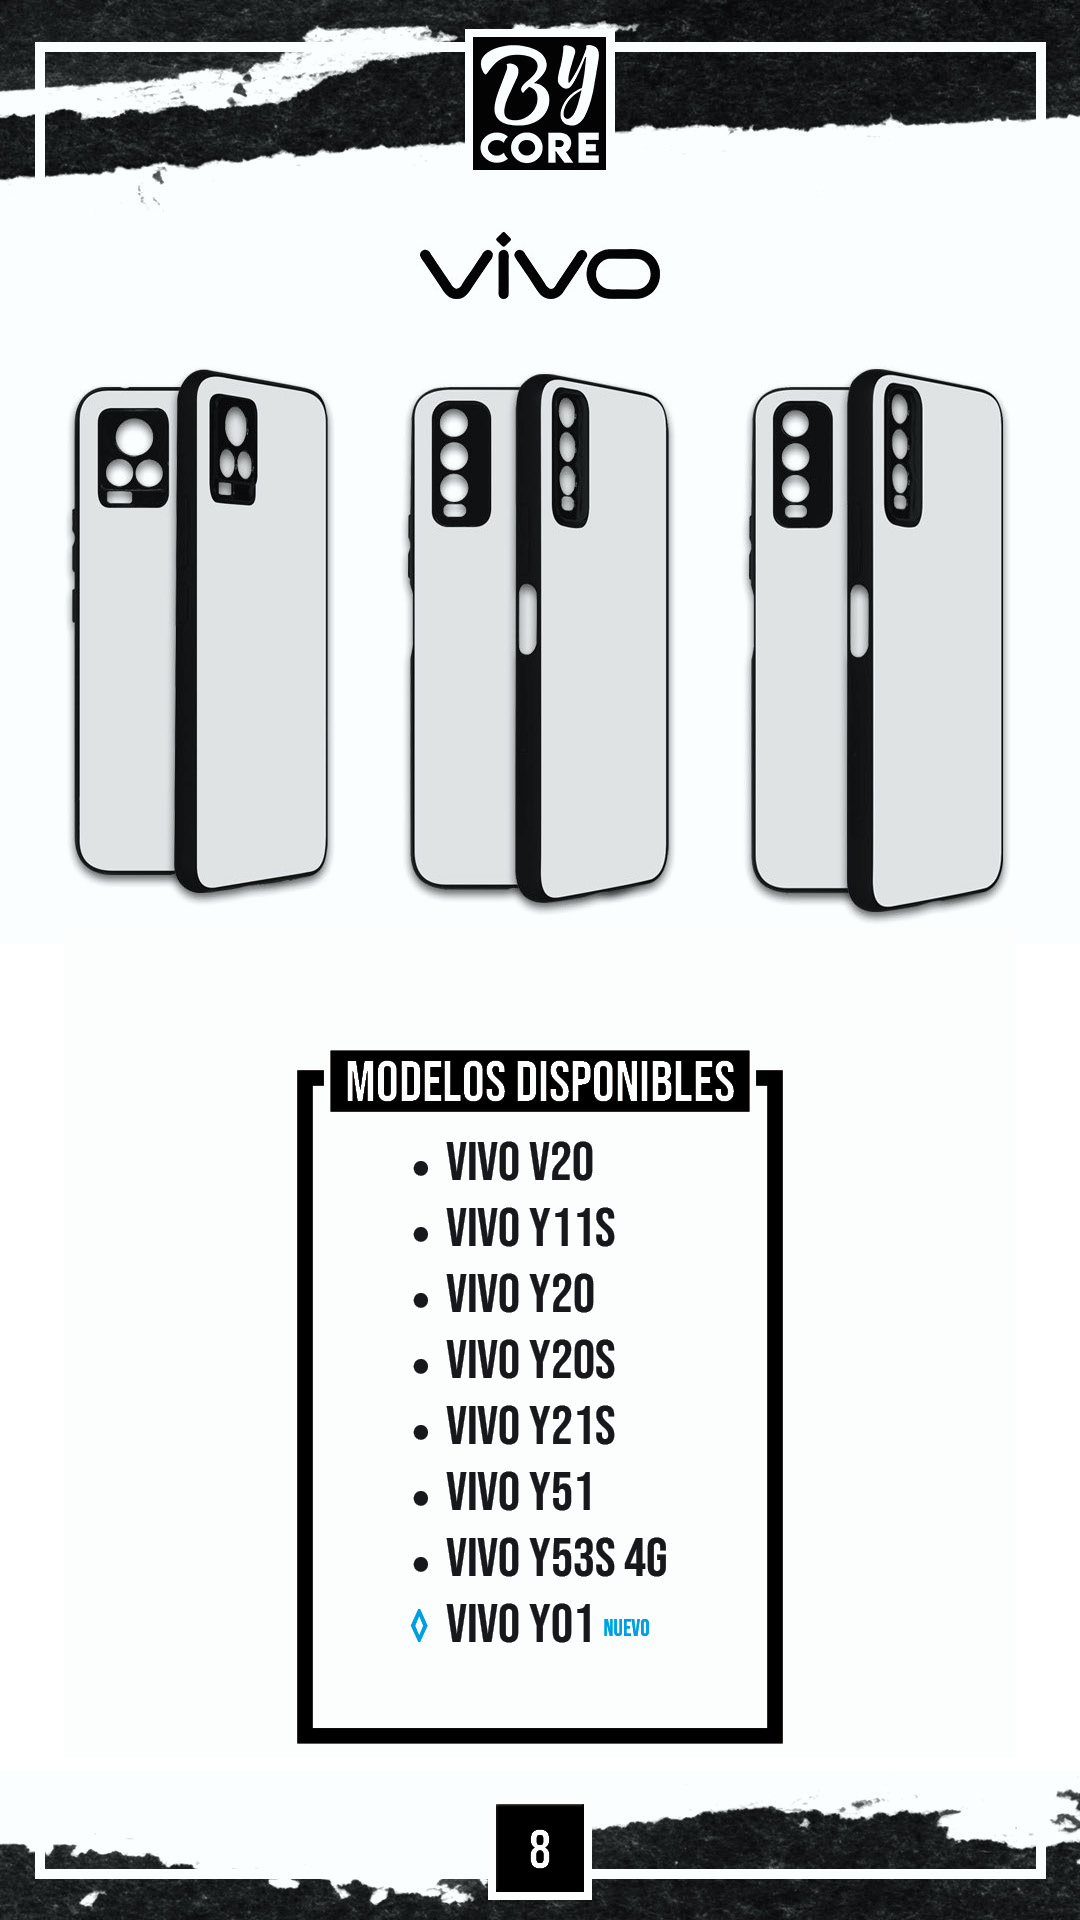 By
CORE
vivo
MODELOS DISPONIBLES
• VIVO V20
• VIVO Y11S
• VIVO Y20
• VIVO Y20S
• VIVO Y21S
• VIVO Y51
• VIVO Y53S 4G
◊ VIVO Y01 NUEVO
8